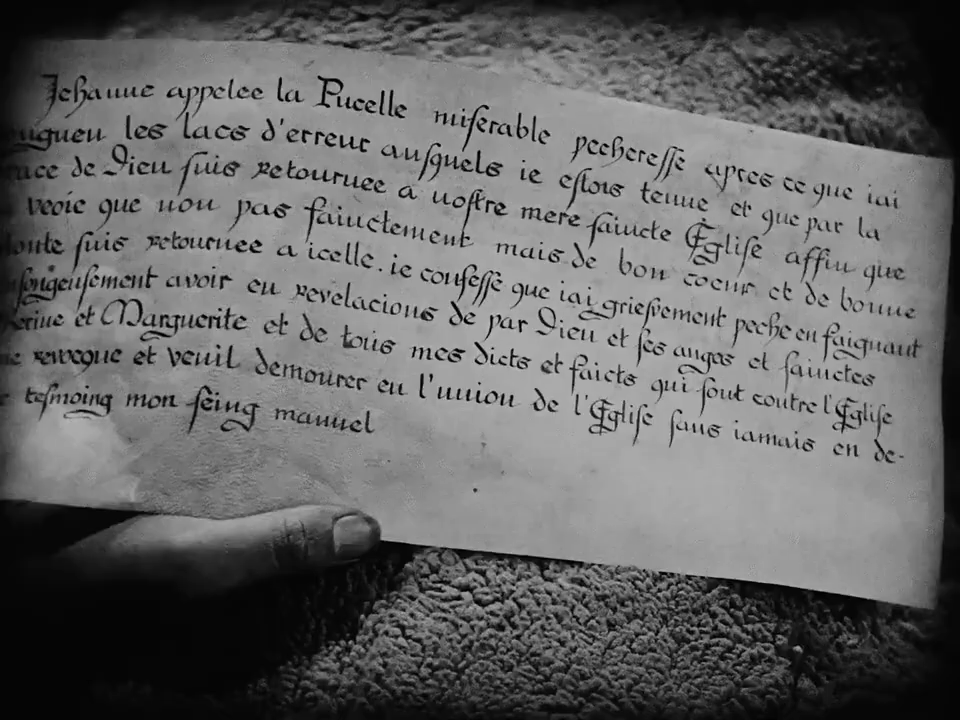 Jehanne appelee la Pucelle miserable pecheresse apres ce que iai
les lacs d'erreur ausquels ie estois tenue et que par la
de Dieu suis retournee a nostre mere saincte Eglise affin que
veoie que non pas fainctement mais de bon coeur et de bonne
suis retournee a icelle. ie confesse que iai griefvement peche en faignant
avoir eu revelacions de par Dieu et ses anges et sainctes
et Marguerite et de tous mes dicts et faicts qui sont contre l'Eglise
revocque et veuil demourer en l'union de l'Eglise sans iamais en de-
tesmoing mon seing manuel